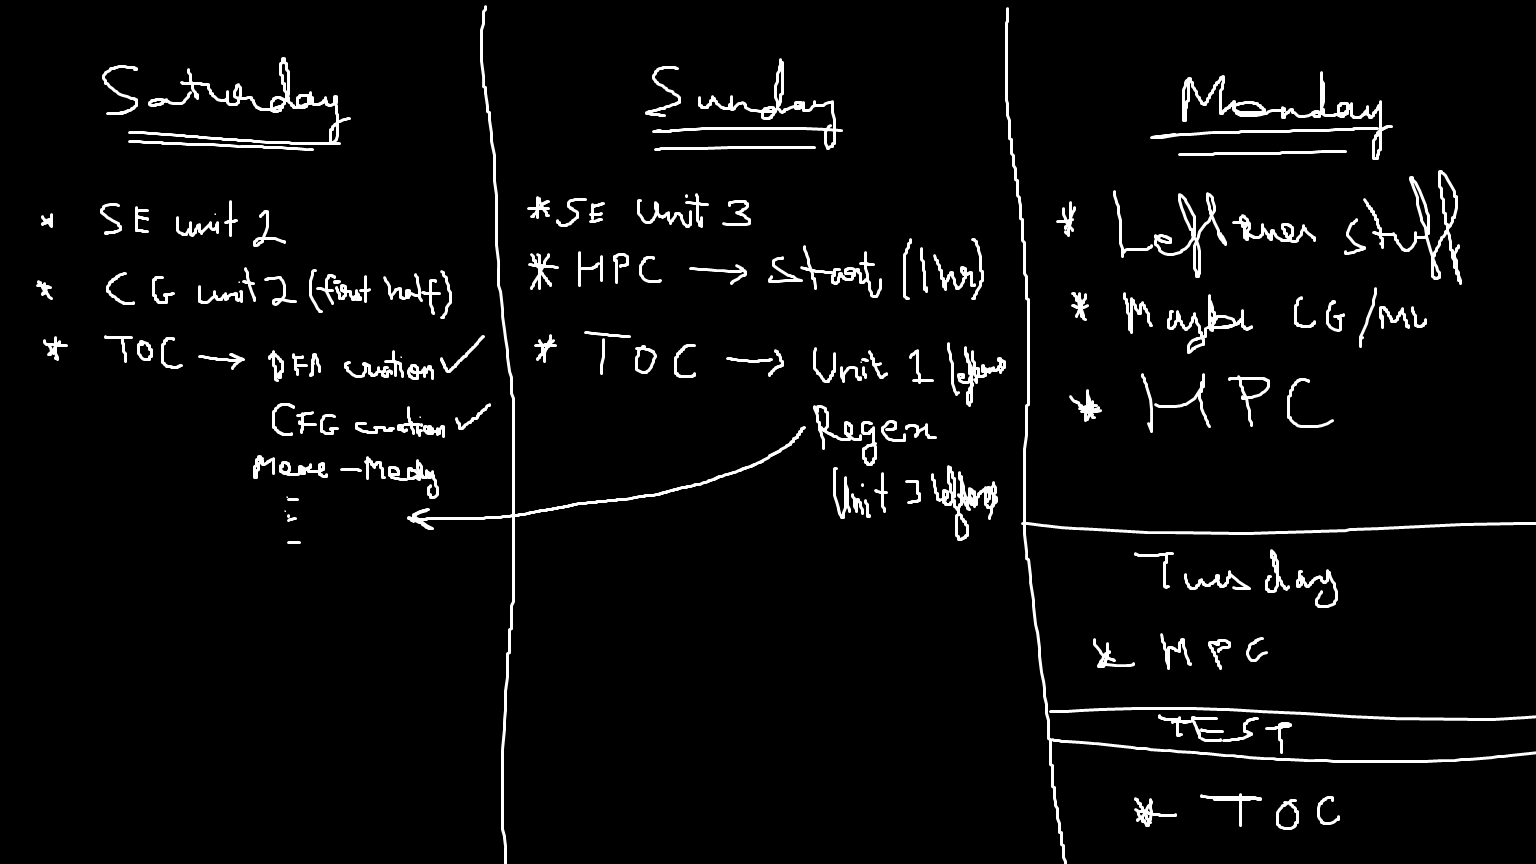 Saturday
* SE unit 2
* CG unit 2 (first half)
* TOC → DFA creation ✓
CFG creation ✓
Moore - Mealy
Sunday
* SE Unit 3
* HPC → Start (1 hr)
* TOC → Unit 1 leftovers
Regex
Unit 3 leftovers
Monday
* Leftover stuff
* Maybe CG/ML
* HPC
Tuesday
* HPC
TEST
* TOC